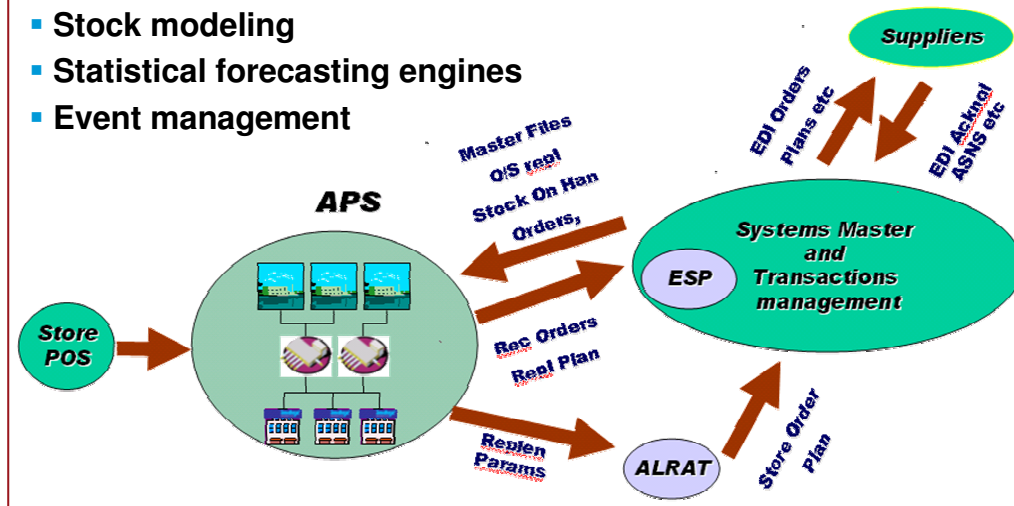 Stock modeling
Statistical forecasting engines
Event management
Suppliers
EDI Orders
Plans etc
EDI Acknol
ASNS etc
Master Files
O/S repl
Stock On Han
Orders,
APS
Systems Master
and
Transactions
management
ESP
Store
POS
Rec Orders
Repl Plan
Replen
Params
ALRAT
Store Order
Plan